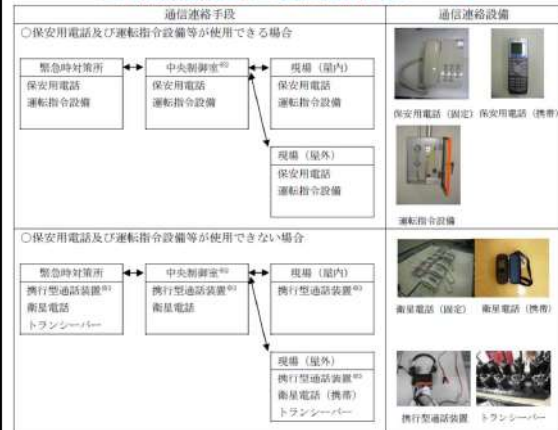 通信連絡手段
通信連絡設備
○保安用電話及び運転指令設備等が使用できる場合
緊急時対策所
保安用電話
運転指令設備
中央制御室※2
保安用電話
運転指令設備
現場（屋内）
保安用電話
運転指令設備
現場（屋外）
保安用電話
運転指令設備
保安用電話（固定） 保安用電話（携帯）
運転指令設備
○保安用電話及び運転指令設備等が使用できない場合
緊急時対策所
携行型通話装置※3
衛星電話
トランシーバー
中央制御室※2
携行型通話装置※3
衛星電話
現場（屋内）
携行型通話装置※3
現場（屋外）
携行型通話装置※3
衛星電話（携帯）
トランシーバー
衛星電話（固定） 衛星電話（携帯）
携行型通話装置 トランシーバー